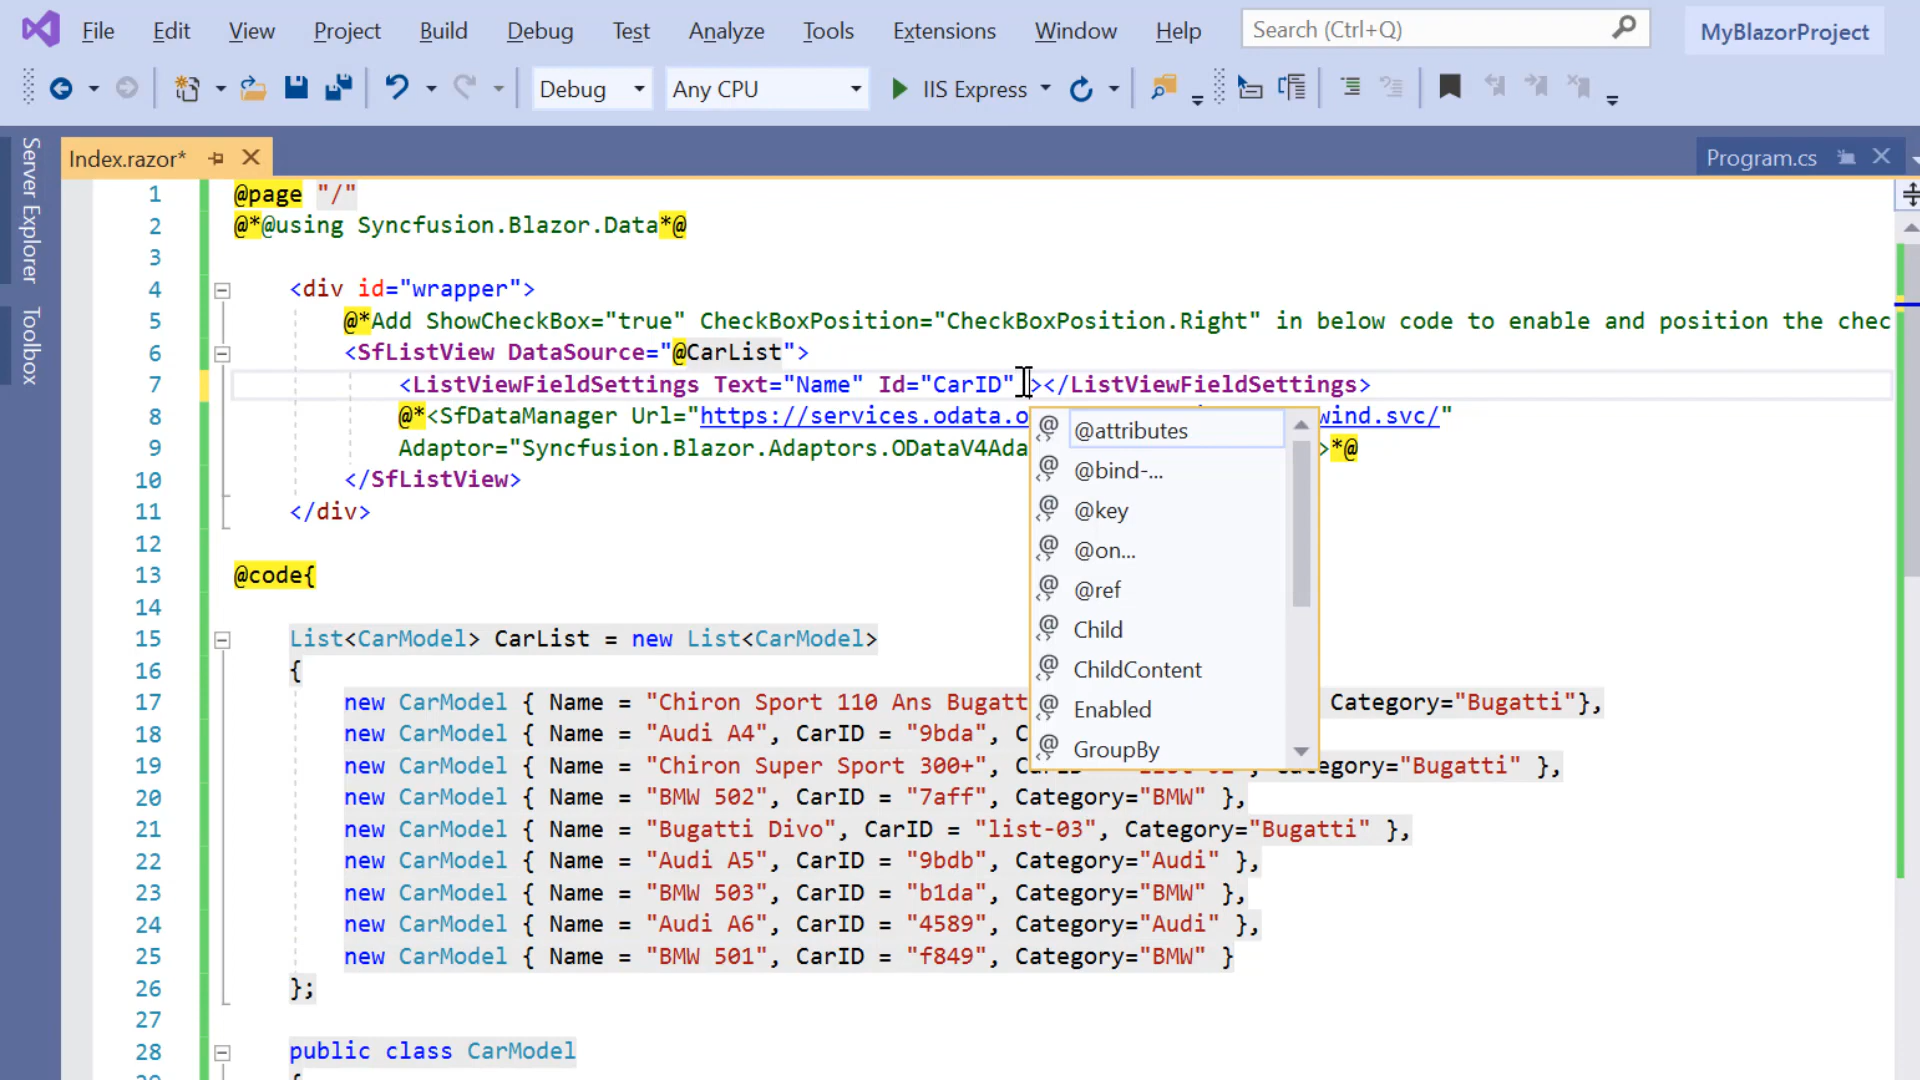 File Edit View Project Build Debug Test Analyze Tools Extensions Window Help Search (Ctrl+Q) MyBlazorProject
Debug Any CPU IIS Express
Server Explorer
Toolbox
Index.razor* Program.cs
1 @page "/"
2 @*@using Syncfusion.Blazor.Data*@
3
4 <div id="wrapper">
5 @*Add ShowCheckBox="true" CheckBoxPosition="CheckBoxPosition.Right" in below code to enable and position the chec
6 <SfListView DataSource="@CarList">
7 <ListViewFieldSettings Text="Name" Id="CarID" ></ListViewFieldSettings>
8 @*<SfDataManager Url="https://services.odata.o wind.svc/"
9 Adaptor="Syncfusion.Blazor.Adaptors.ODataV4Ada >*@
10 </SfListView>
11 </div>
12
13 @code{
14
15 List<CarModel> CarList = new List<CarModel>
16 {
17 new CarModel { Name = "Chiron Sport 110 Ans Bugatt Category="Bugatti"},
18 new CarModel { Name = "Audi A4", CarID = "9bda", C
19 new CarModel { Name = "Chiron Super Sport 300+", Category="Bugatti" },
20 new CarModel { Name = "BMW 502", CarID = "7aff", Category="BMW" },
21 new CarModel { Name = "Bugatti Divo", CarID = "list-03", Category="Bugatti" },
22 new CarModel { Name = "Audi A5", CarID = "9bdb", Category="Audi" },
23 new CarModel { Name = "BMW 503", CarID = "b1da", Category="BMW" },
24 new CarModel { Name = "Audi A6", CarID = "4589", Category="Audi" },
25 new CarModel { Name = "BMW 501", CarID = "f849", Category="BMW" }
26 };
27
28 public class CarModel
{
@attributes
@bind-...
@key
@on...
@ref
Child
ChildContent
Enabled
GroupBy